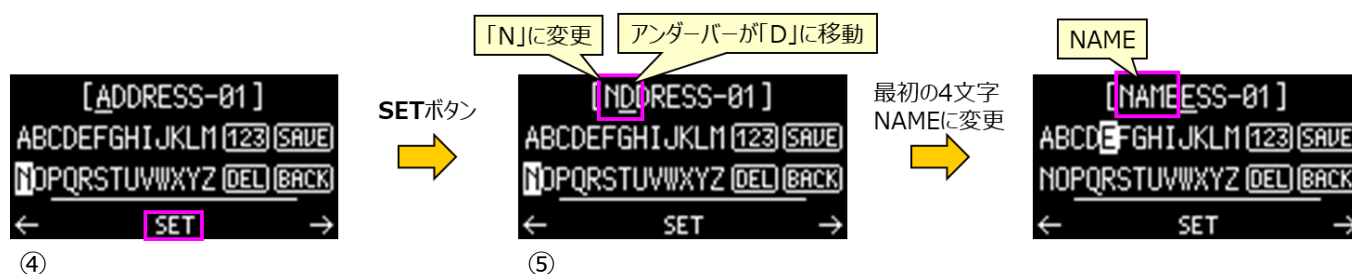 「N」に変更
アンダーバーが「D」に移動
NAME
[ADDRESS-01]
ABCDEFGHIJKLM 123 SAVE
NOPQRSTUVWXYZ DEL BACK
← SET →
④
SETボタン
[NDDRESS-01]
ABCDEFGHIJKLM 123 SAVE
NOPQRSTUVWXYZ DEL BACK
← SET →
⑤
最初の4文字
NAMEに変更
[NAMEESS-01]
ABCDEFGHIJKLM 123 SAVE
NOPQRSTUVWXYZ DEL BACK
← SET →